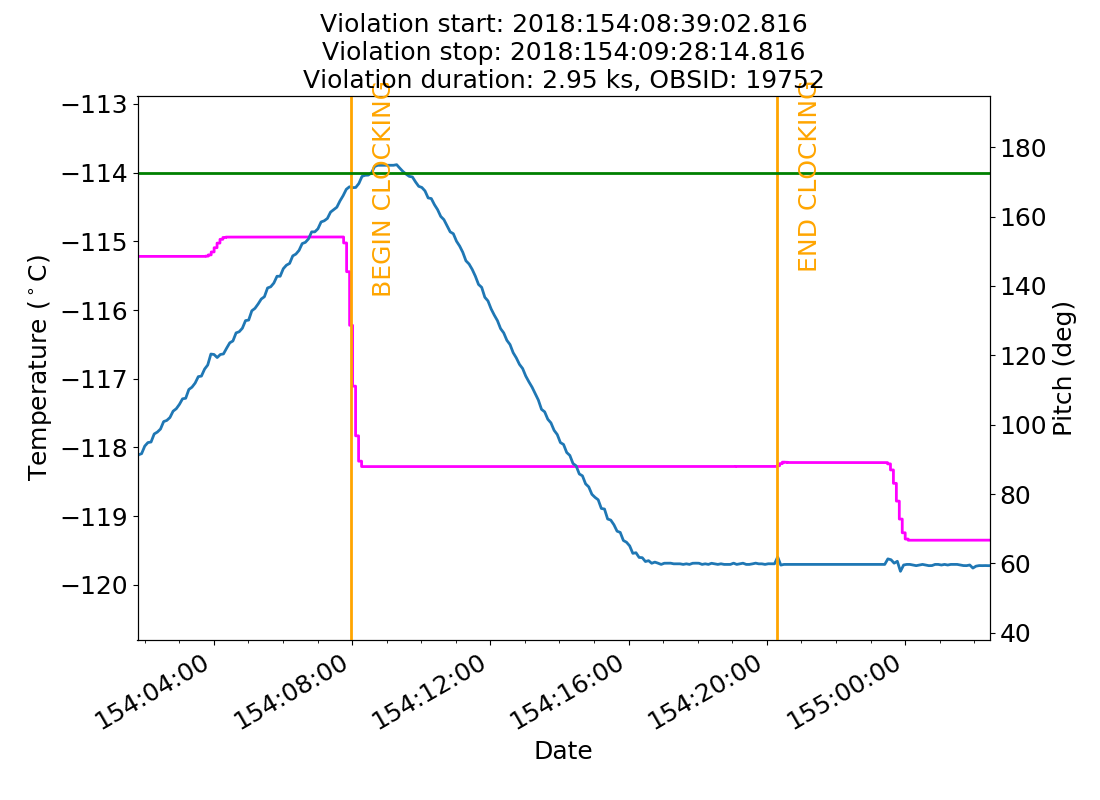 Violation start: 2018:154:08:39:02.816
Violation stop: 2018:154:09:28:14.816
Violation duration: 2.95 ks, OBSID: 19752
BEGIN CLOCKING
END CLOCKING
−113
−114
−115
−116
−117
−118
−119
−120
Temperature (°C)
180
160
140
120
100
80
60
40
Pitch (deg)
154:04:00
154:08:00
154:12:00
154:16:00
154:20:00
155:00:00
Date